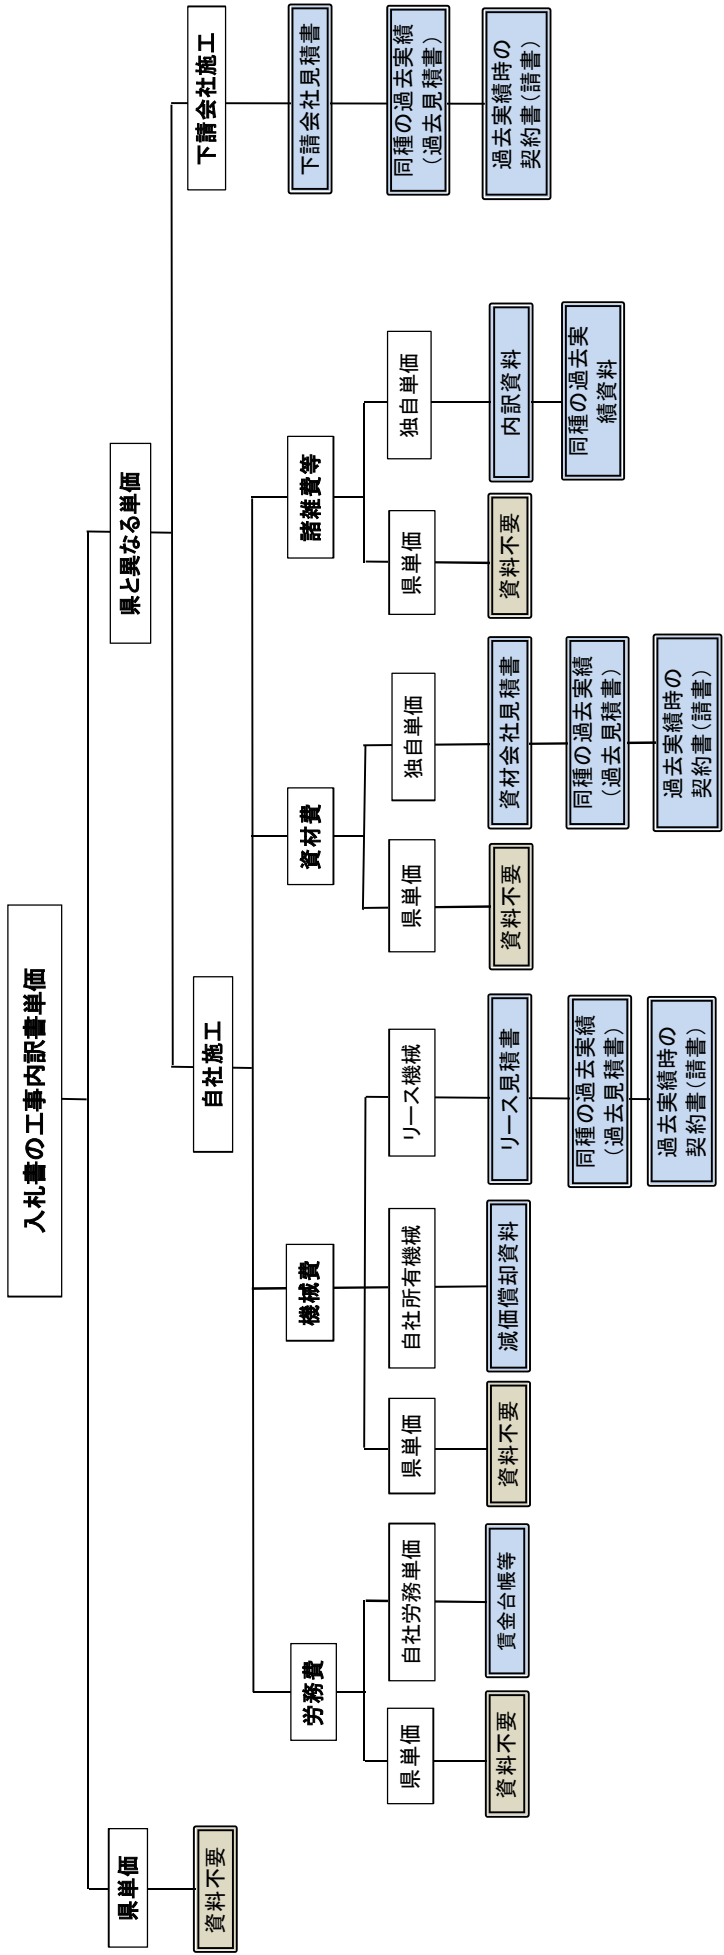 入札書の工事内訳書単価
県単価
県と異なる単価
資料不要
自社施工
下請会社施工
労務費
機械費
資材費
諸雑費等
下請会社見積書
県単価
自社労務単価
県単価
自社所有機械
リース機械
県単価
独自単価
県単価
独自単価
同種の過去実績
（過去見積書）
資料不要
賃金台帳等
資料不要
減価償却資料
リース見積書
資料不要
資材会社見積書
資料不要
内訳資料
過去実績時の
契約書（請書）
同種の過去実績
（過去見積書）
同種の過去実績
（過去見積書）
同種の過去実
績資料
過去実績時の
契約書（請書）
過去実績時の
契約書（請書）